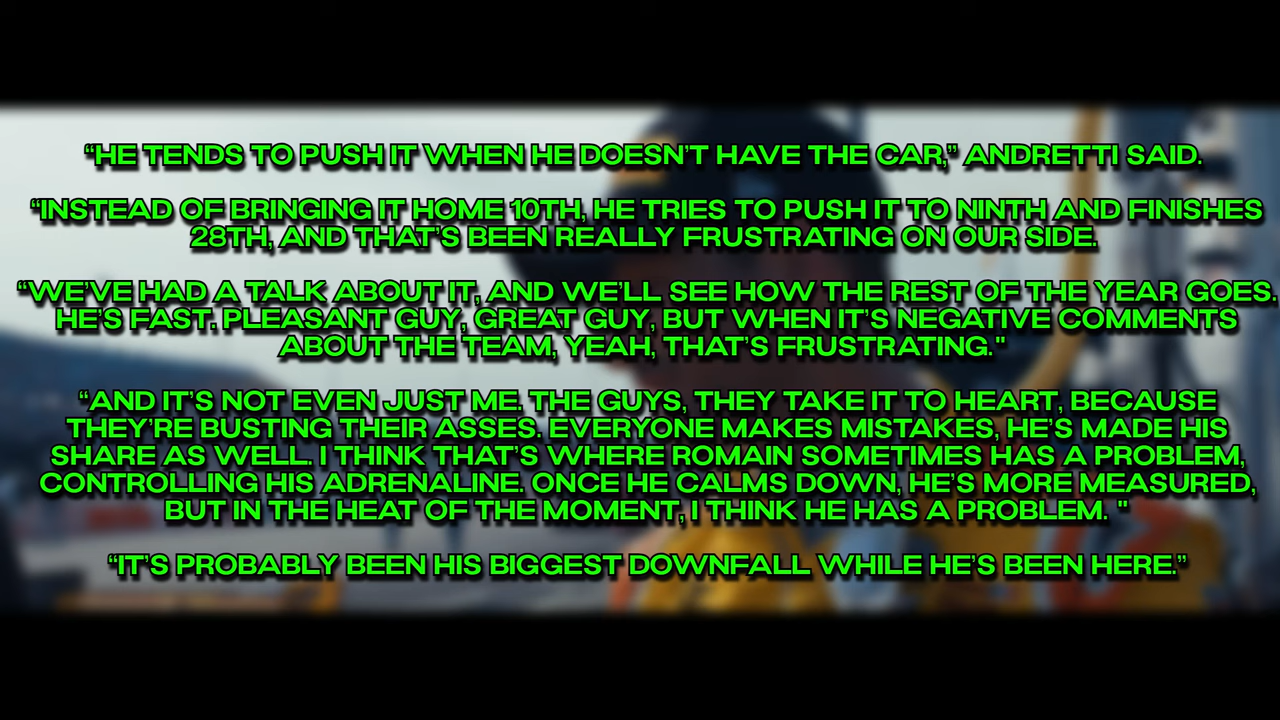 “HE TENDS TO PUSH IT WHEN HE DOESN’T HAVE THE CAR,” ANDRETTI SAID.
“INSTEAD OF BRINGING IT HOME 10TH, HE TRIES TO PUSH IT TO NINTH AND FINISHES
28TH, AND THAT’S BEEN REALLY FRUSTRATING ON OUR SIDE.
“WE’VE HAD A TALK ABOUT IT, AND WE’LL SEE HOW THE REST OF THE YEAR GOES.
HE’S FAST. PLEASANT GUY, GREAT GUY, BUT WHEN IT’S NEGATIVE COMMENTS
ABOUT THE TEAM, YEAH, THAT’S FRUSTRATING."
“AND IT’S NOT EVEN JUST ME. THE GUYS, THEY TAKE IT TO HEART, BECAUSE
THEY’RE BUSTING THEIR ASSES. EVERYONE MAKES MISTAKES, HE’S MADE HIS
SHARE AS WELL. I THINK THAT’S WHERE ROMAIN SOMETIMES HAS A PROBLEM,
CONTROLLING HIS ADRENALINE. ONCE HE CALMS DOWN, HE’S MORE MEASURED,
BUT IN THE HEAT OF THE MOMENT, I THINK HE HAS A PROBLEM. "
“IT’S PROBABLY BEEN HIS BIGGEST DOWNFALL WHILE HE’S BEEN HERE.”